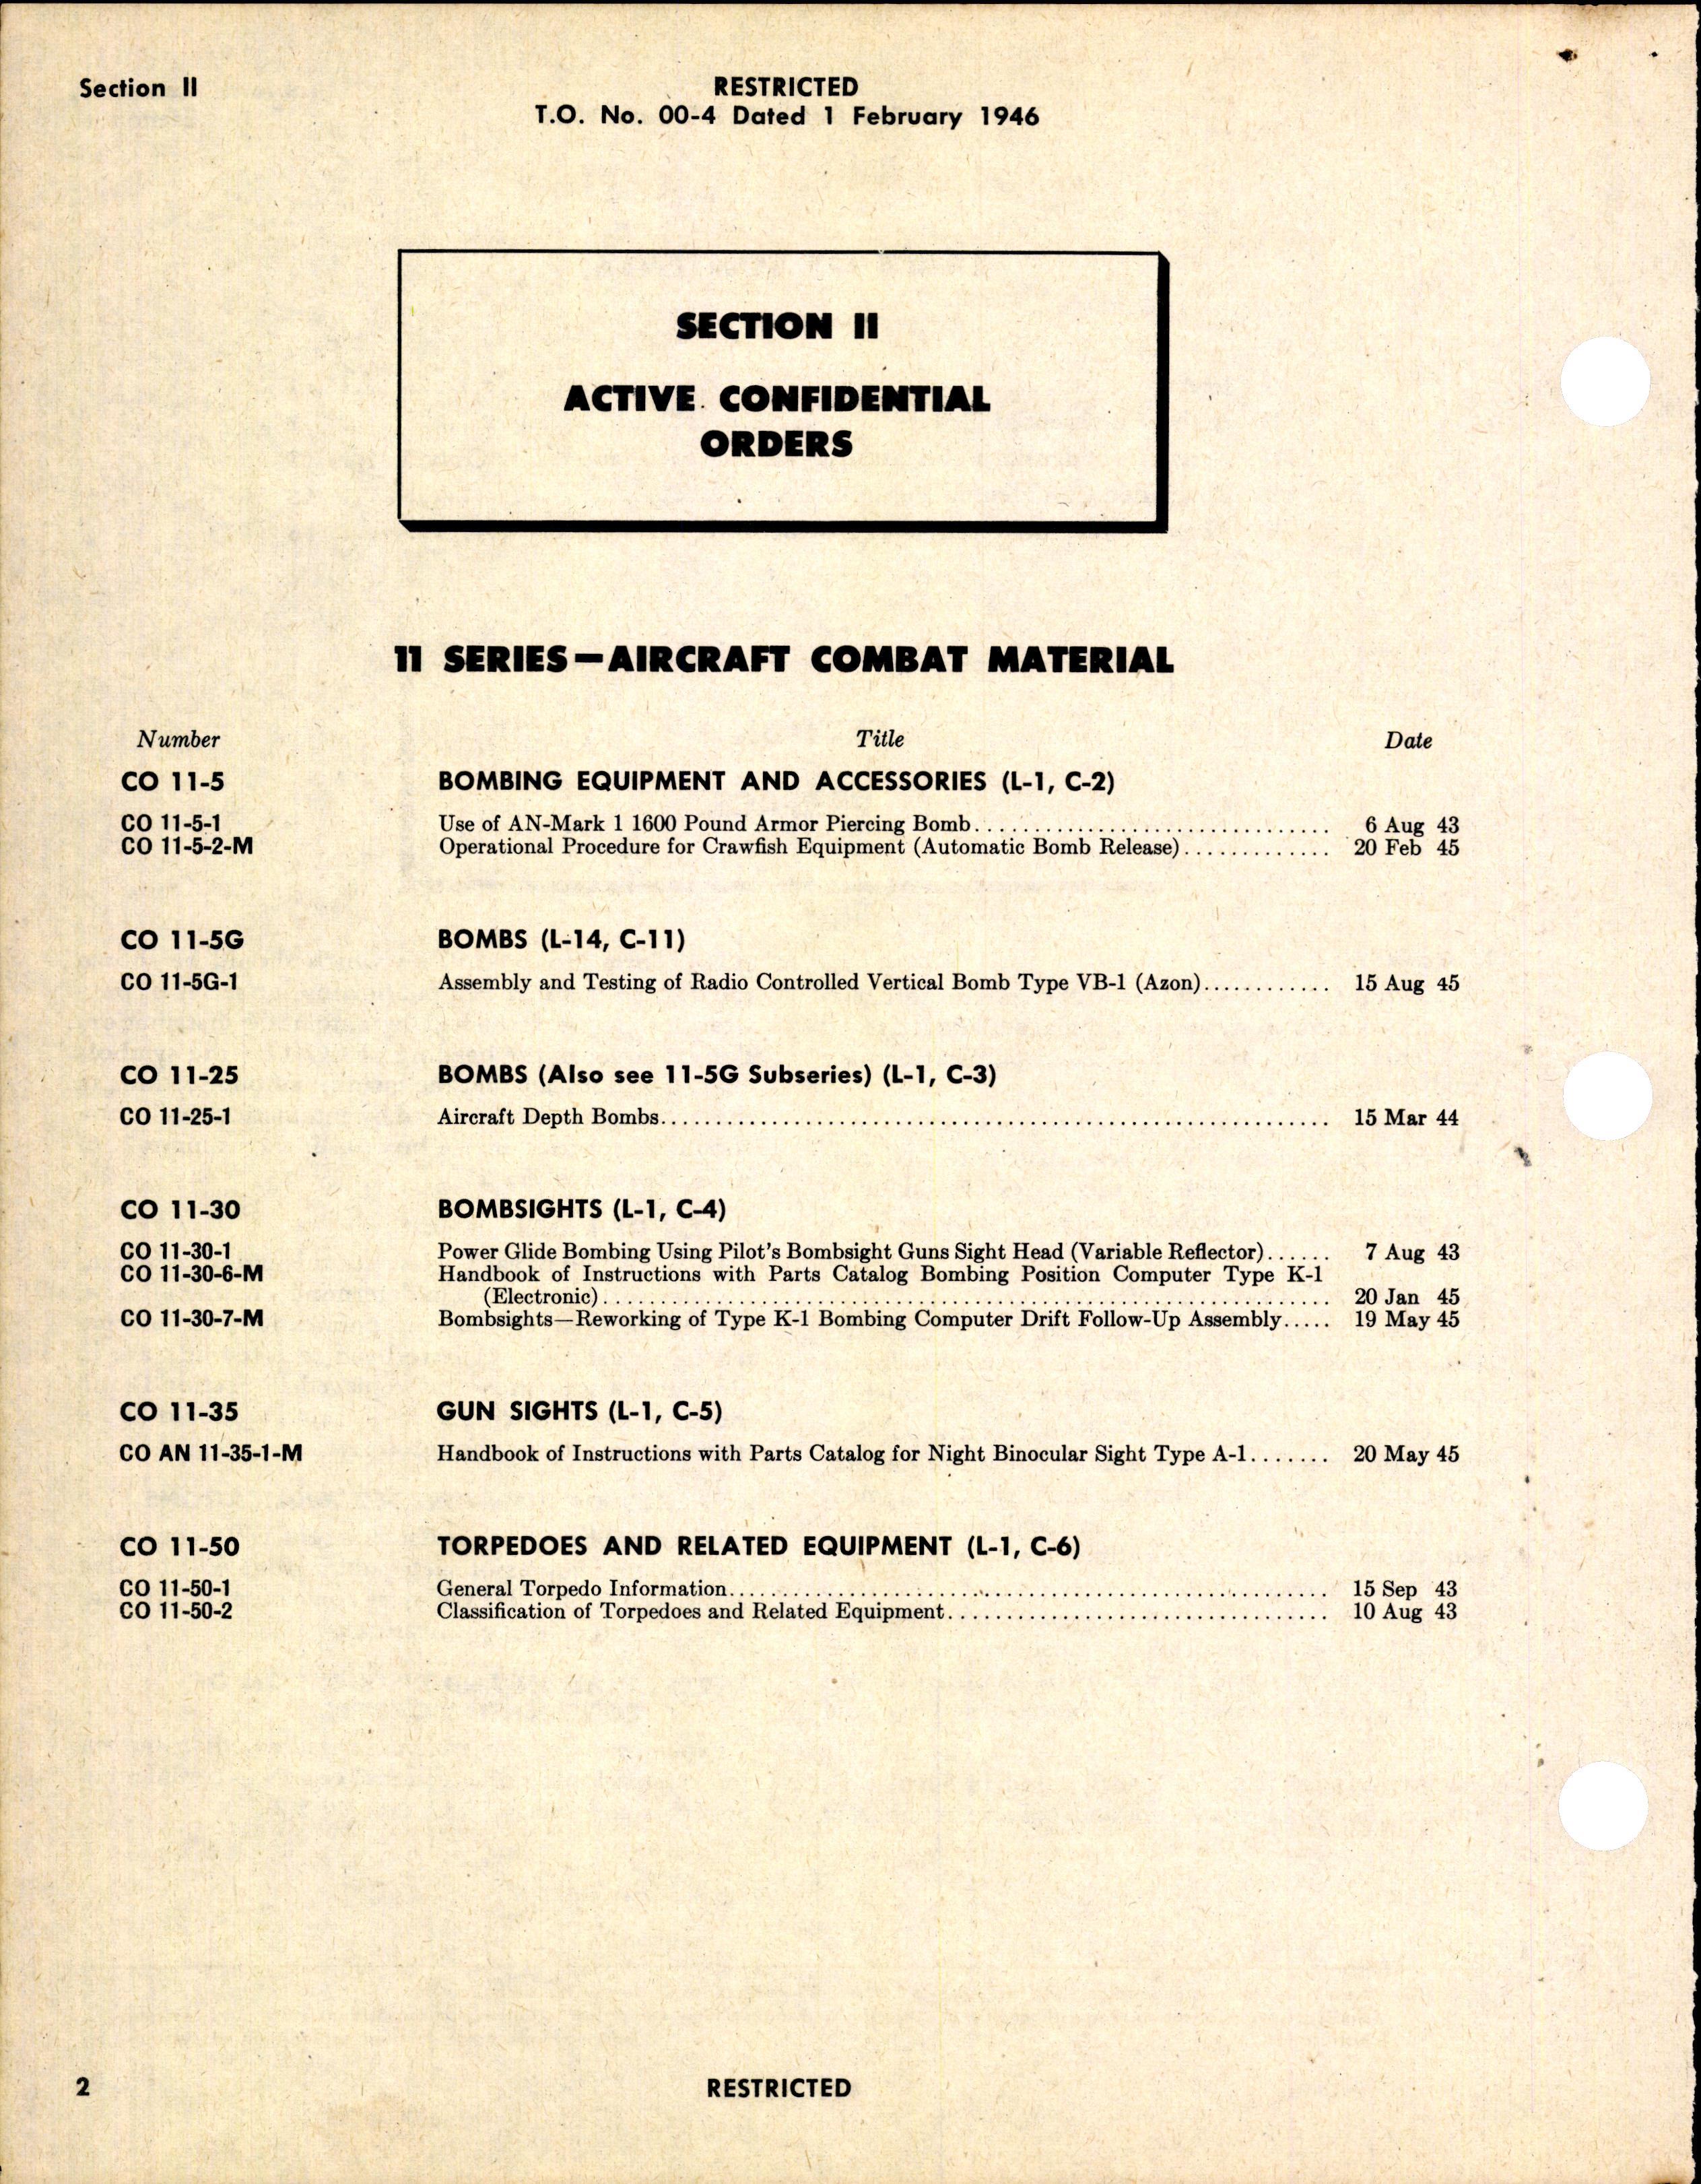 Section II
RESTRICTED
T.O. No. 00-4 Dated 1 February 1946
SECTION II
ACTIVE CONFIDENTIAL
ORDERS
11 SERIES—AIRCRAFT COMBAT MATERIAL
Number Title Date
CO 11-5 BOMBING EQUIPMENT AND ACCESSORIES (L-1, C-2)
CO 11-5-1 Use of AN-Mark 1 1600 Pound Armor Piercing Bomb................................. 6 Aug 43
CO 11-5-2-M Operational Procedure for Crawfish Equipment (Automatic Bomb Release)............. 20 Feb 45
CO 11-5G BOMBS (L-14, C-11)
CO 11-5G-1 Assembly and Testing of Radio Controlled Vertical Bomb Type VB-1 (Azon)............ 15 Aug 45
CO 11-25 BOMBS (Also see 11-5G Subseries) (L-1, C-3)
CO 11-25-1 Aircraft Depth Bombs............................................................. 15 Mar 44
CO 11-30 BOMBSIGHTS (L-1, C-4)
CO 11-30-1 Power Glide Bombing Using Pilot's Bombsight Guns Sight Head (Variable Reflector)...... 7 Aug 43
CO 11-30-6-M Handbook of Instructions with Parts Catalog Bombing Position Computer Type K-1
(Electronic).................................................................. 20 Jan 45
CO 11-30-7-M Bombsights—Reworking of Type K-1 Bombing Computer Drift Follow-Up Assembly..... 19 May 45
CO 11-35 GUN SIGHTS (L-1, C-5)
CO AN 11-35-1-M Handbook of Instructions with Parts Catalog for Night Binocular Sight Type A-1....... 20 May 45
CO 11-50 TORPEDOES AND RELATED EQUIPMENT (L-1, C-6)
CO 11-50-1 General Torpedo Information...................................................... 15 Sep 43
CO 11-50-2 Classification of Torpedoes and Related Equipment................................... 10 Aug 43
2 RESTRICTED